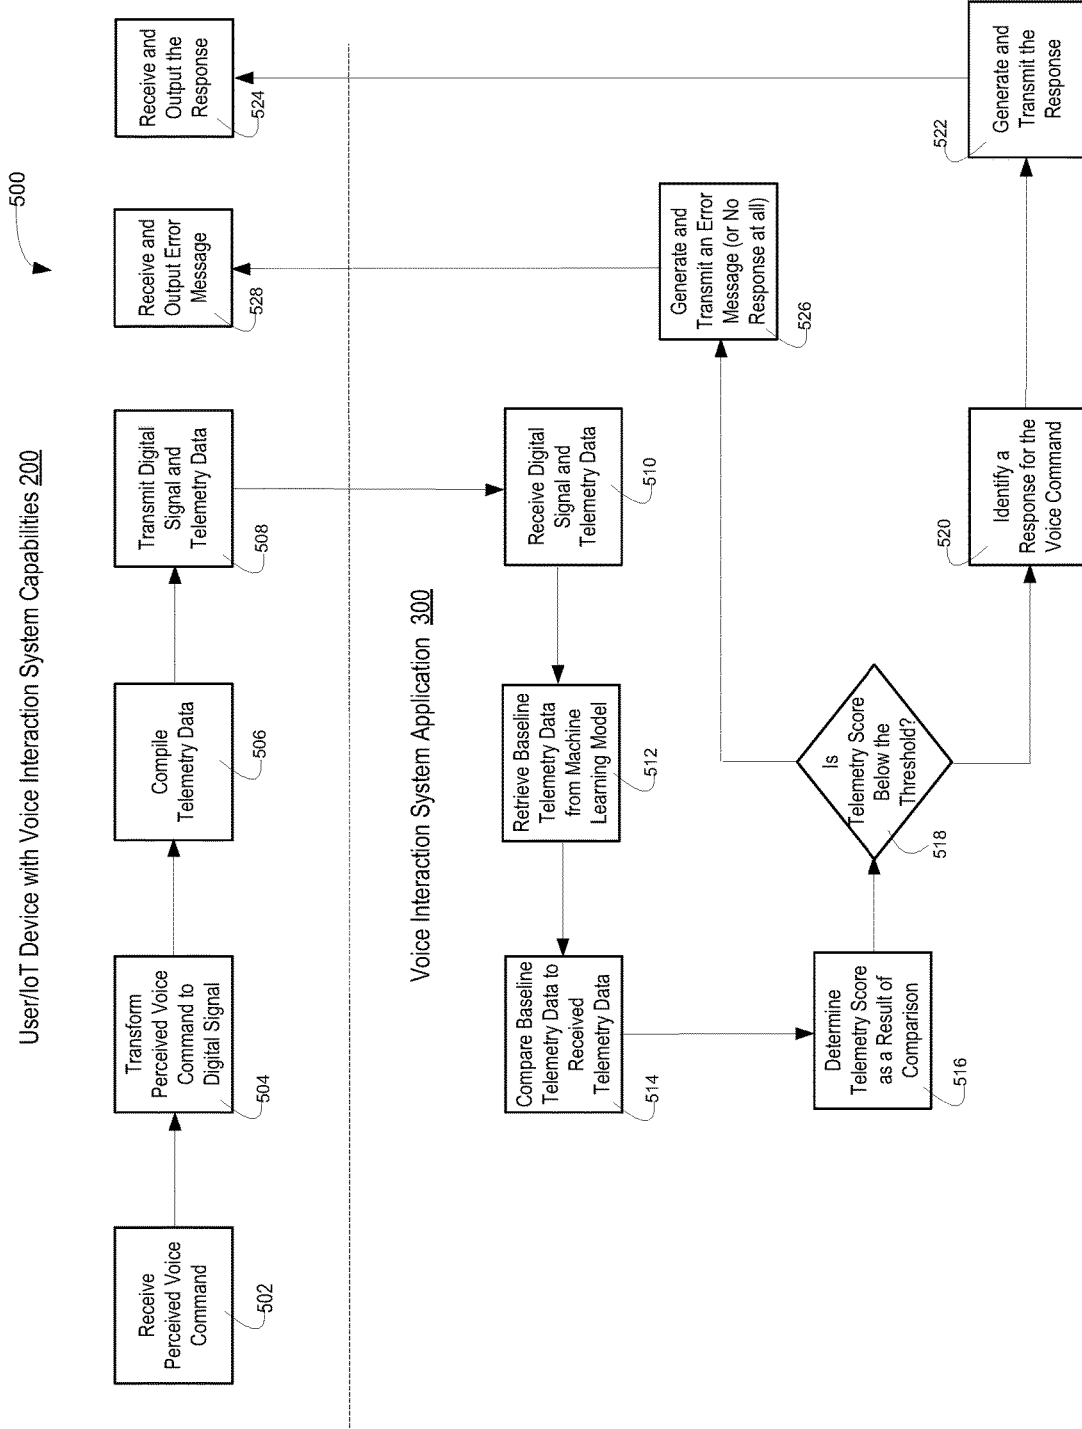 500
User/IoT Device with Voice Interaction System Capabilities 200
Receive
Perceived Voice
Command
502
Transform
Perceived Voice
Command to
Digital Signal
504
Compile
Telemetry Data
506
Transmit Digital
Signal and
Telemetry Data
508
Receive and
Output Error
Message
528
Receive and
Output the
Response
524
Voice Interaction System Application 300
Receive Digital
Signal and
Telemetry Data
510
Retrieve Baseline
Telemetry Data
from Machine
Learning Model
512
Compare Baseline
Telemetry Data to
Received
Telemetry Data
514
Determine
Telemetry Score
as a Result of
Comparison
516
Is
Telemetry Score
Below the
Threshold?
518
Generate and
Transmit an Error
Message (or No
Response at all)
526
Identify a
Response for the
Voice Command
520
Generate and
Transmit the
Response
522